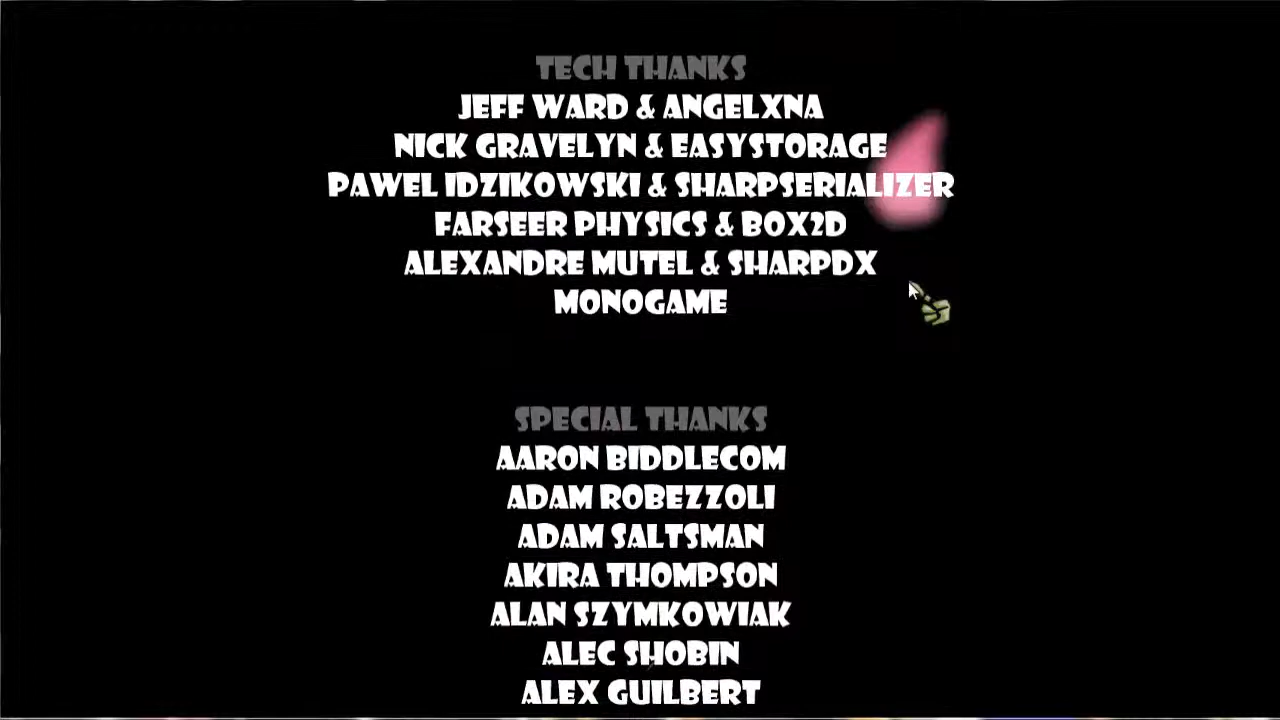 TECH THANKS
JEFF WARD & ANGELXNA
NICK GRAVELYN & EASYSTORAGE
PAWEL IDZIKOWSKI & SHARPSERIALIZER
FARSEER PHYSICS & BOX2D
ALEXANDRE MUTEL & SHARPDX
MONOGAME
SPECIAL THANKS
AARON BIDDLECOM
ADAM ROBEZZOLI
ADAM SALTSMAN
AKIRA THOMPSON
ALAN SZYMKOWIAK
ALEC SHOBIN
ALEX GUILBERT